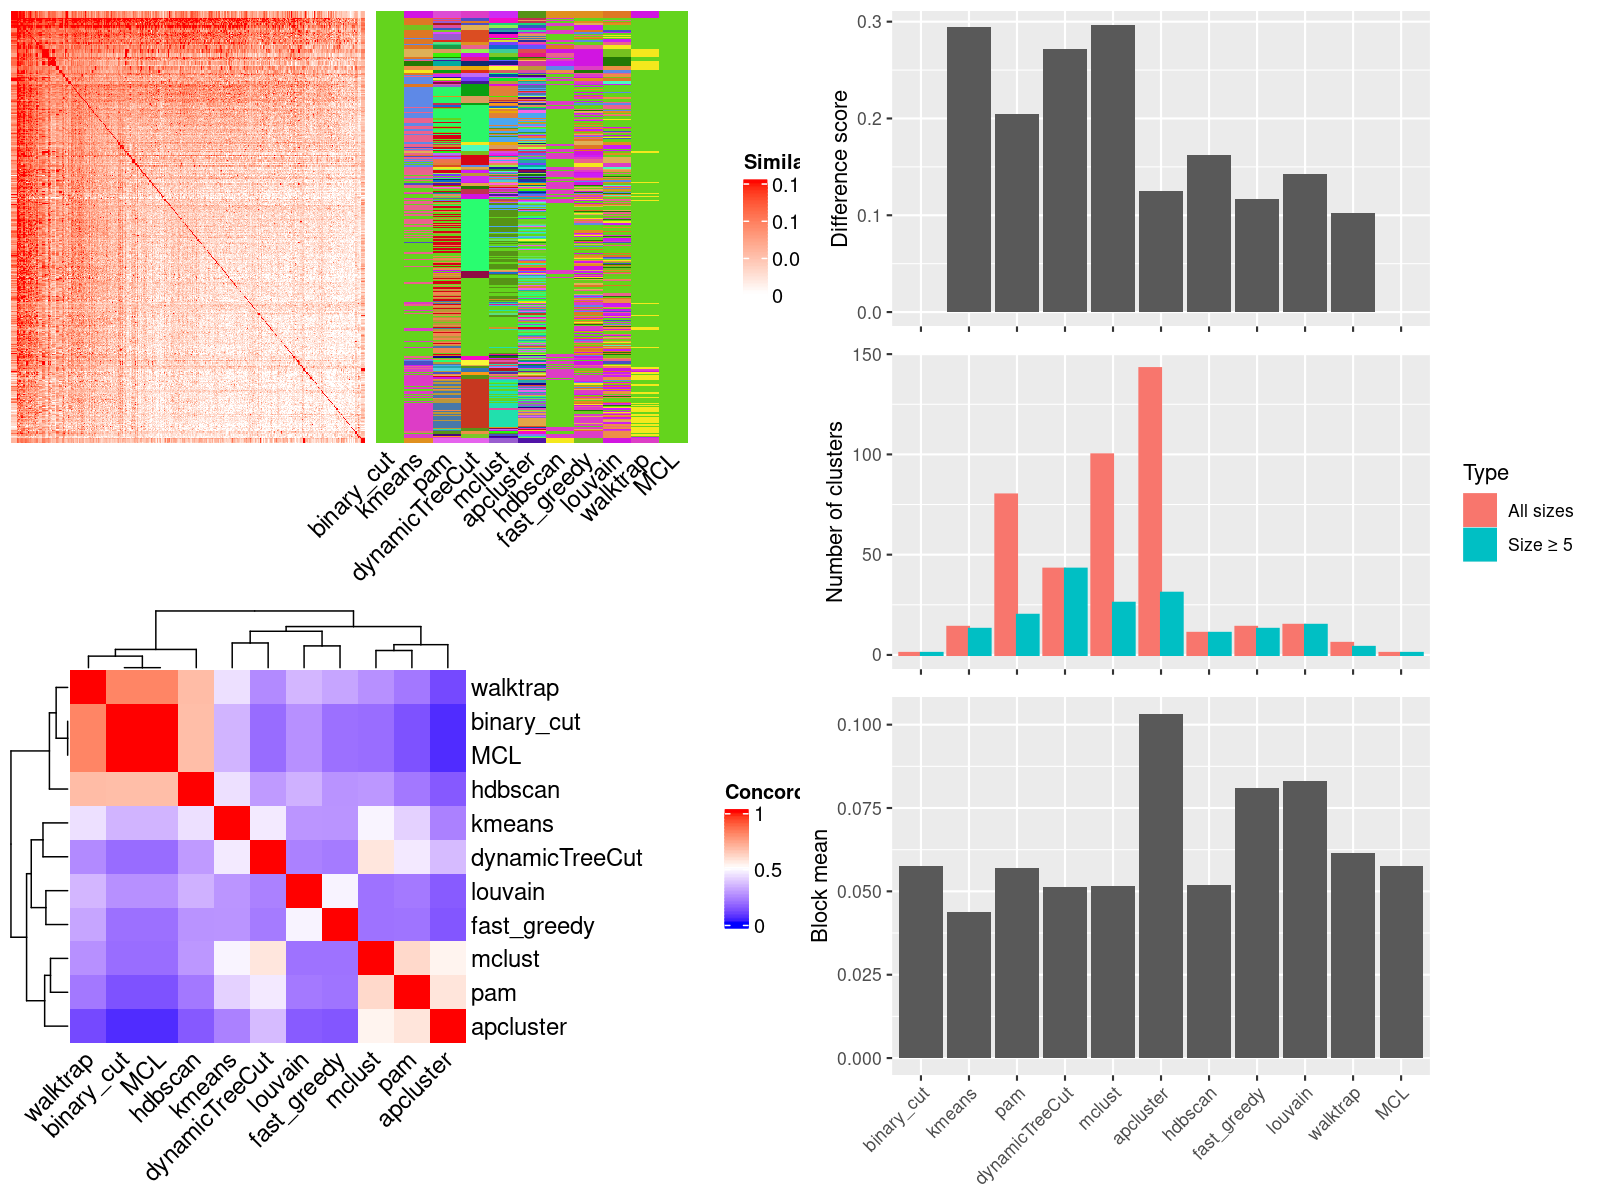 Simila
0.1
0.1
0.0
0
binary_cut
kmeans
pam
dynamicTreeCut
mclust
apcluster
hdbscan
fast_greedy
louvain
walktrap
MCL
walktrap
binary_cut
MCL
hdbscan
kmeans
dynamicTreeCut
louvain
fast_greedy
mclust
pam
apcluster
walktrap
binary_cut
MCL
hdbscan
kmeans
dynamicTreeCut
louvain
fast_greedy
mclust
pam
apcluster
Concord
1
0.5
0
Difference score
0.3
0.2
0.1
0.0
Number of clusters
150
100
50
0
Type
All sizes
Size ≥ 5
Block mean
0.100
0.075
0.050
0.025
0.000
binary_cut
kmeans
pam
dynamicTreeCut
mclust
apcluster
hdbscan
fast_greedy
louvain
walktrap
MCL